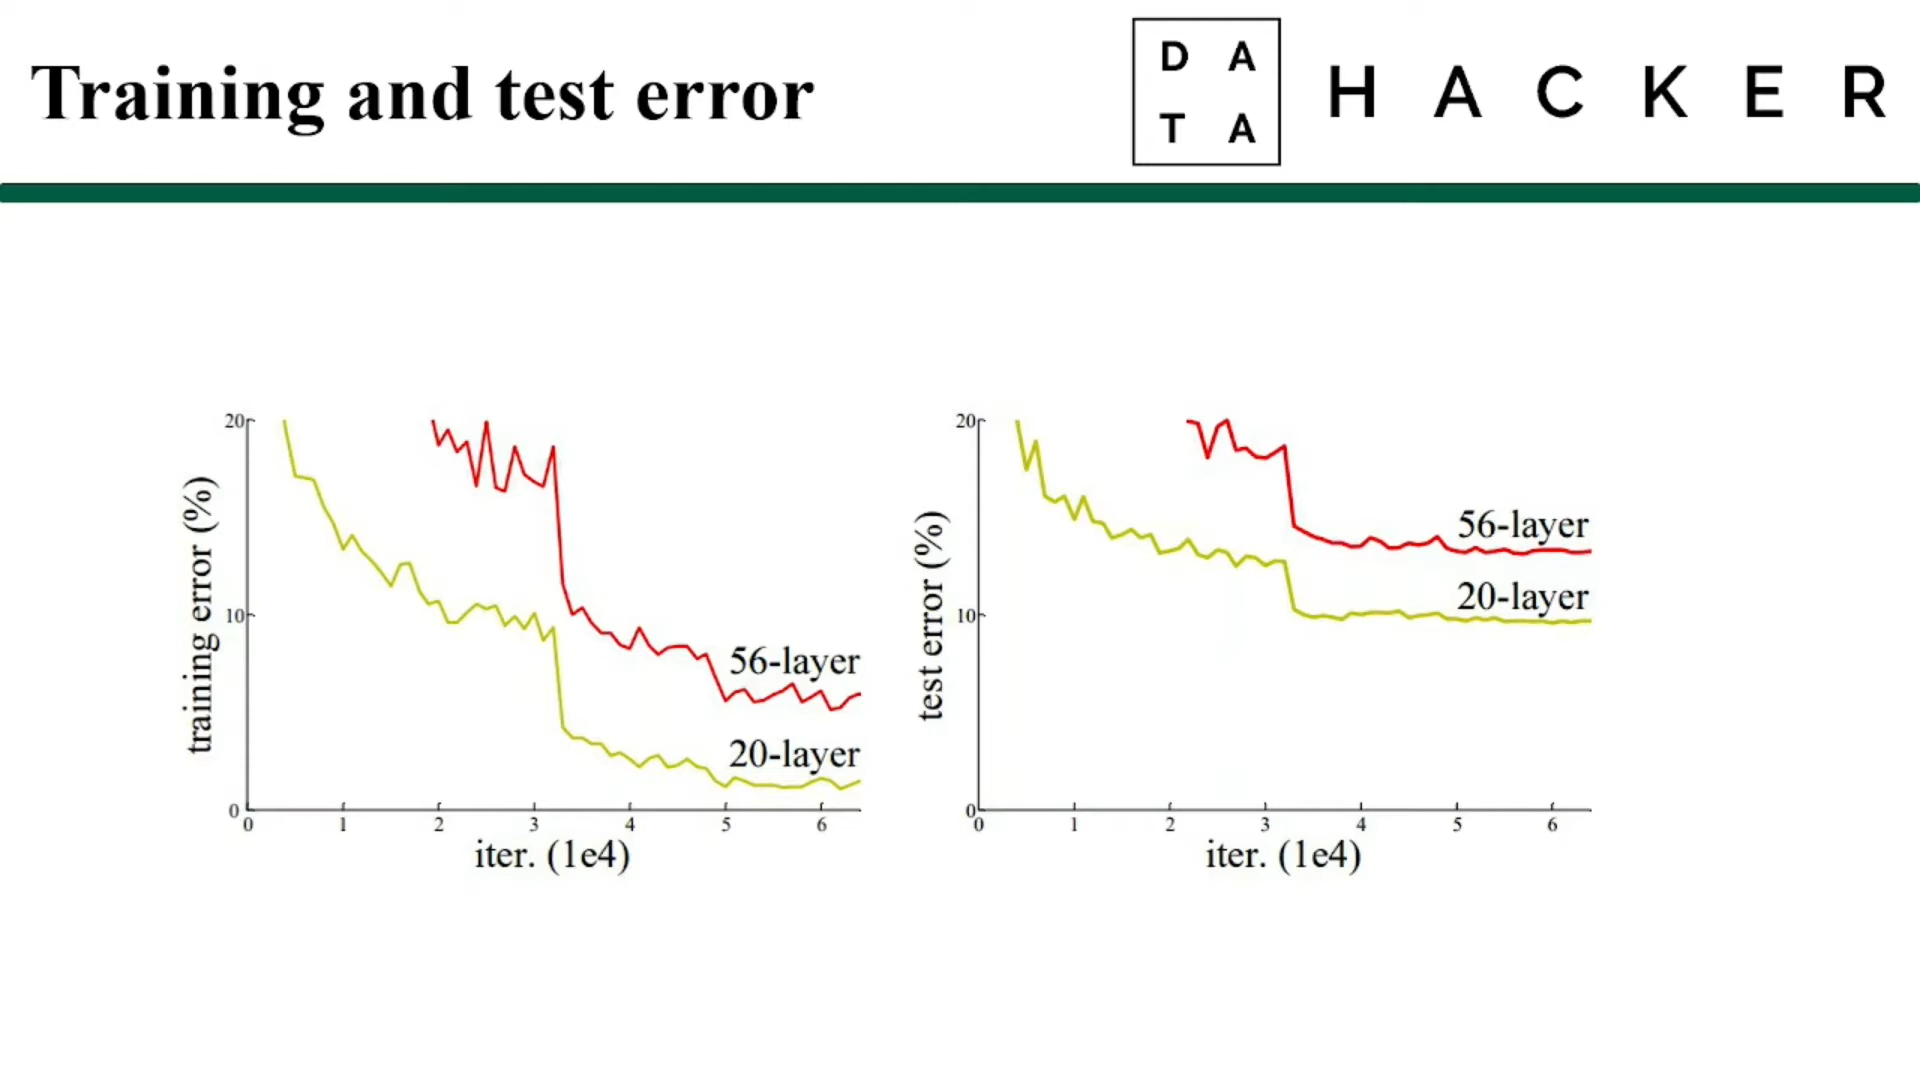 Training and test error
D A
T A
H A C K E R
20
10
0
training error (%)
56-layer
20-layer
0 1 2 3 4 5 6
iter. (1e4)
20
10
0
test error (%)
56-layer
20-layer
0 1 2 3 4 5 6
iter. (1e4)